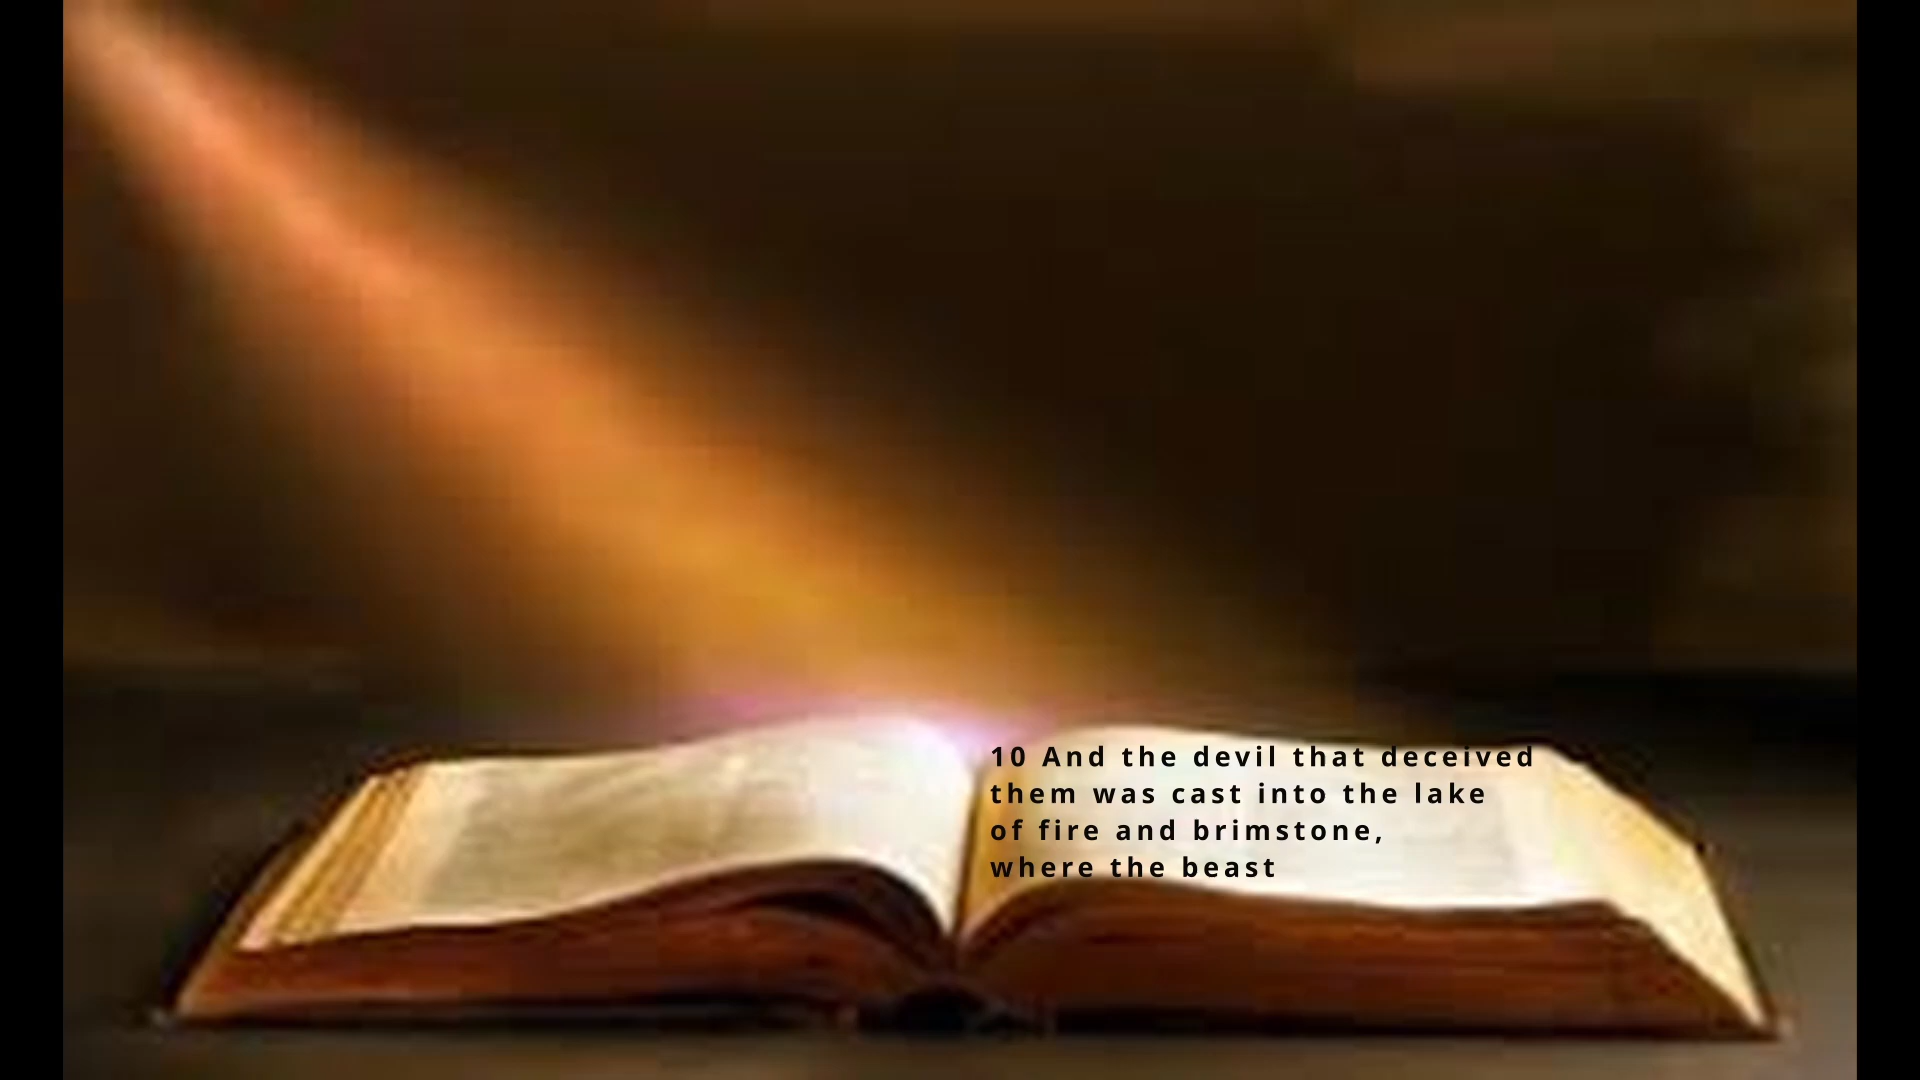 10 And the devil that deceived
them was cast into the lake
of fire and brimstone,
where the beast